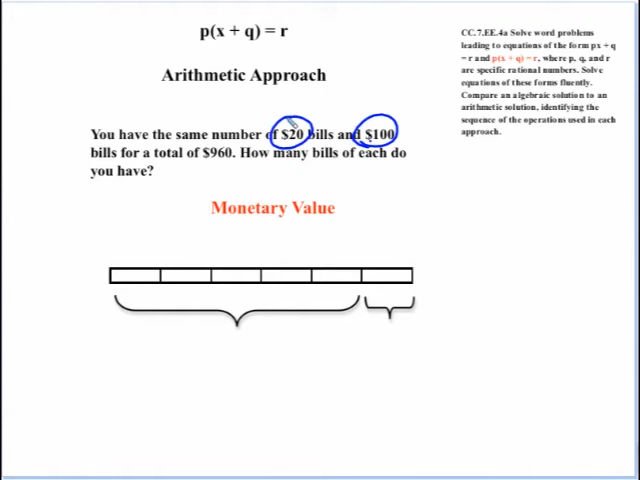 p(x + q) = r
Arithmetic Approach
You have the same number of $20 bills and $100
bills for a total of $960. How many bills of each do
you have?
Monetary Value
CC.7.EE.4a Solve word problems
leading to equations of the form px + q
= r and p(x + q) = r, where p, q, and r
are specific rational numbers. Solve
equations of these forms fluently.
Compare an algebraic solution to an
arithmetic solution, identifying the
sequence of the operations used in each
approach.